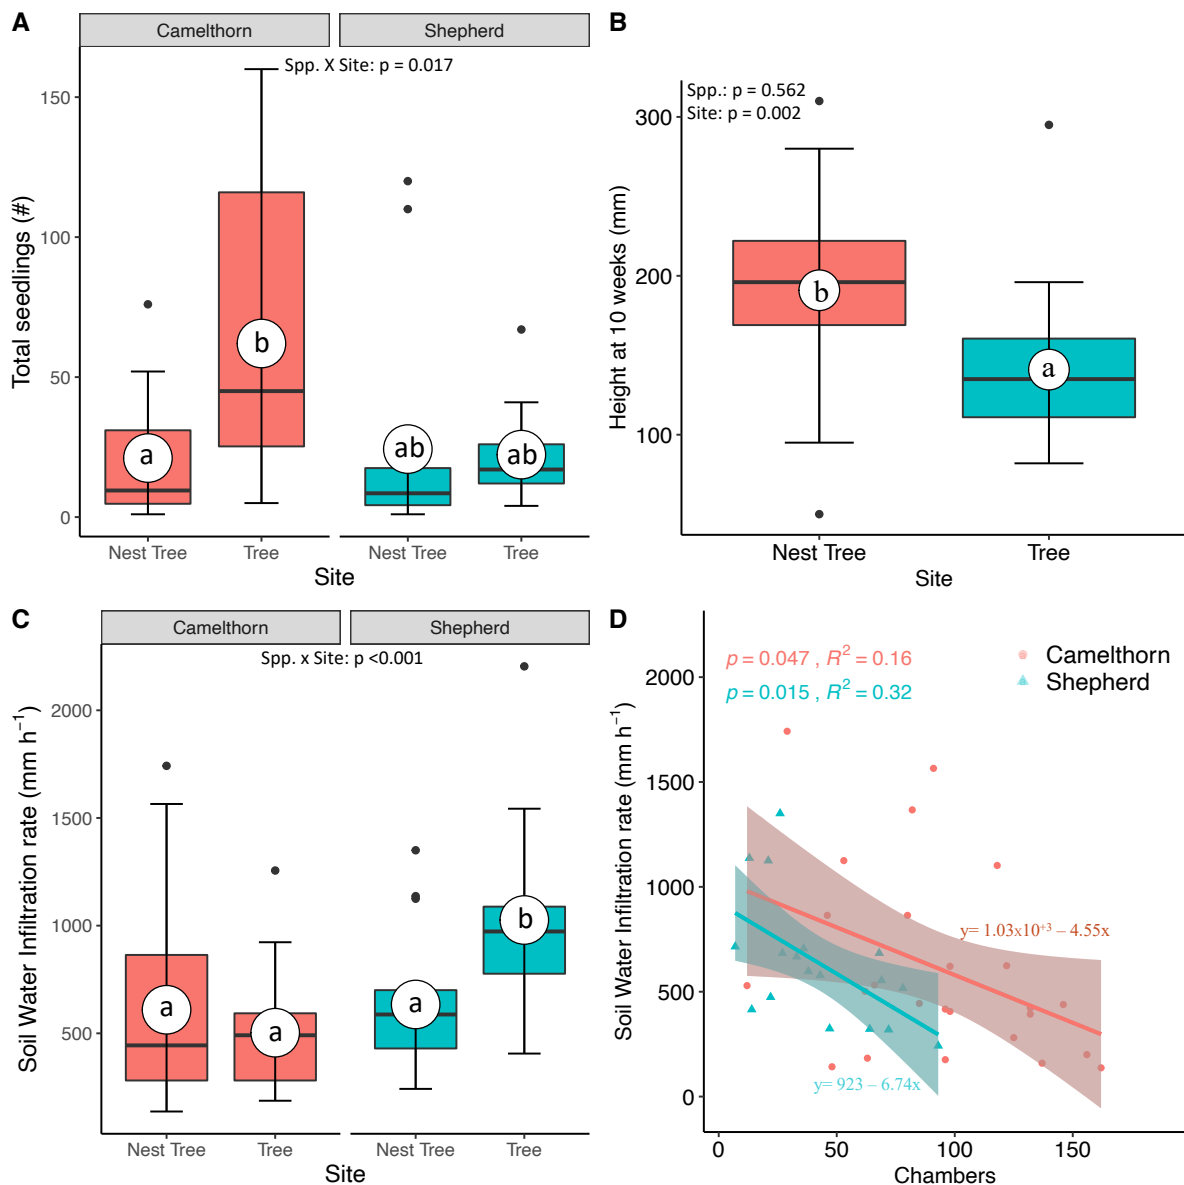 A
Camelthorn
Shepherd
Spp. X Site: p = 0.017
Total seedlings (#)
150
100
50
0
a
b
ab
ab
Nest Tree
Tree
Nest Tree
Tree
Site
B
Spp.: p = 0.562
Site: p = 0.002
Height at 10 weeks (mm)
300
200
100
b
a
Nest Tree
Tree
Site
C
Camelthorn
Shepherd
Spp. x Site: p <0.001
Soil Water Infiltration rate (mm h⁻¹)
2000
1500
1000
500
a
a
a
b
Nest Tree
Tree
Nest Tree
Tree
Site
D
p = 0.047 , R² = 0.16
p = 0.015 , R² = 0.32
Camelthorn
Shepherd
Soil Water Infiltration rate (mm h⁻¹)
2000
1500
1000
500
0
y= 1.03x10⁺³ – 4.55x
y= 923 – 6.74x
0
50
100
150
Chambers